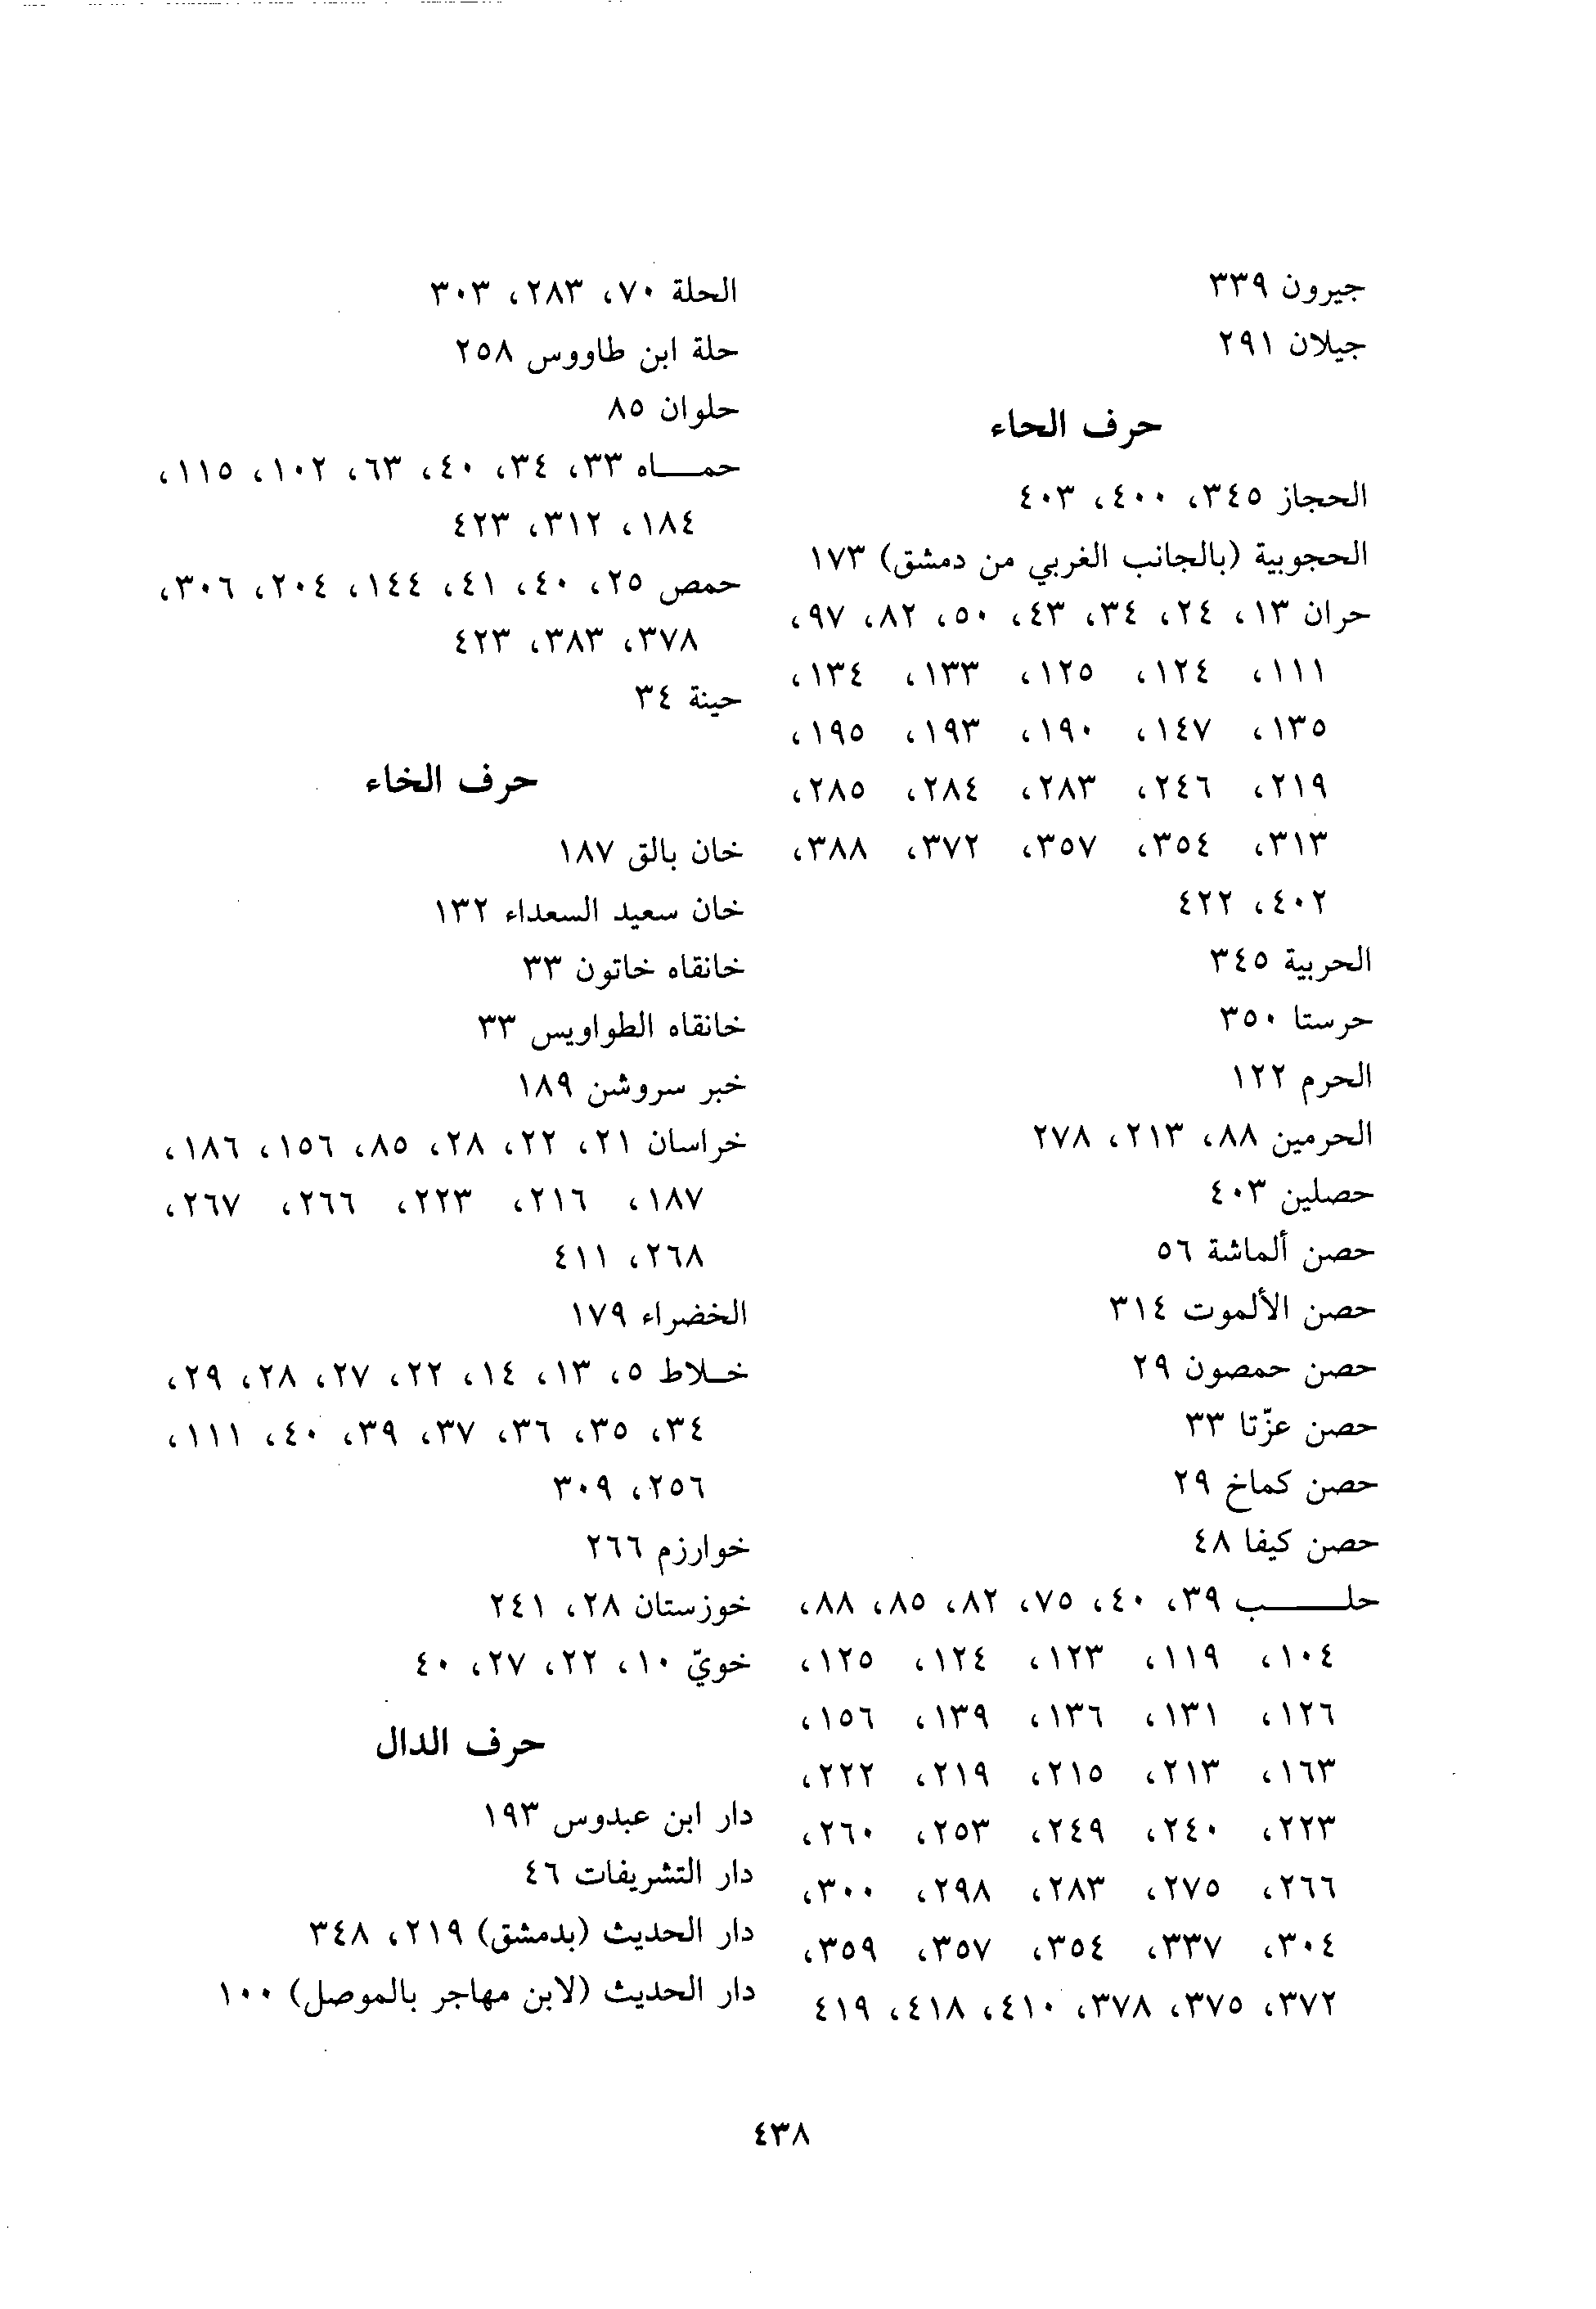 جيرون ٣٣٩
جيلان ٢٩١
حرف الحاء
الحجاز ٣٤٥، ٤٠٠، ٤٠٣
الحجوبية (بالجانب الغربي من دمشق) ١٧٣
حران ١٣، ٢٤، ٣٤، ٤٣، ٥٠، ٨٢، ٩٧،
١١١، ١٢٤، ١٢٥، ١٣٣، ١٣٤،
١٣٥، ١٤٧، ١٩٠، ١٩٣، ١٩٥،
٢١٩، ٢٤٦، ٢٨٣، ٢٨٤، ٢٨٥،
٣١٣، ٣٥٤، ٣٥٧، ٣٧٢، ٣٨٨،
٤٠٢، ٤٢٢
الحربية ٣٤٥
حرستا ٣٥٠
الحرم ١٢٢
الحرمين ٨٨، ٢١٣، ٢٧٨
حصلين ٤٠٣
حصن ألماشة ٥٦
حصن الألموت ٣١٤
حصن حمصون ٢٩
حصن عزّتا ٣٣
حصن كماخ ٢٩
حصن كيفا ٤٨
حلـــب ٣٩، ٤٠، ٧٥، ٨٢، ٨٥، ٨٨،
١٠٤، ١١٩، ١٢٣، ١٢٤، ١٢٥،
١٢٦، ١٣١، ١٣٦، ١٣٩، ١٥٦،
١٦٣، ٢١٣، ٢١٥، ٢١٩، ٢٢٢،
٢٢٣، ٢٤٠، ٢٤٩، ٢٥٣، ٢٦٠،
٢٦٦، ٢٧٥، ٢٨٣، ٢٩٨، ٣٠٠،
٣٠٤، ٣٣٧، ٣٥٤، ٣٥٧، ٣٥٩،
٣٧٢، ٣٧٥، ٣٧٨، ٤١٠، ٤١٨، ٤١٩
الحلة ٧٠، ٢٨٣، ٣٠٣
حلة ابن طاووس ٢٥٨
حلوان ٨٥
حمـــاه ٣٣، ٣٤، ٤٠، ٦٣، ١٠٢، ١١٥،
١٨٤، ٣١٢، ٤٢٣
حمص ٢٥، ٤٠، ٤١، ١٤٤، ٢٠٤، ٣٠٦،
٣٧٨، ٣٨٣، ٤٢٣
حينة ٣٤
حرف الخاء
خان بالق ١٨٧
خان سعيد السعداء ١٣٢
خانقاه خاتون ٣٣
خانقاه الطواويس ٣٣
خبر سروشن ١٨٩
خراسان ٢١، ٢٢، ٢٨، ٨٥، ١٥٦، ١٨٦،
١٨٧، ٢١٦، ٢٢٣، ٢٦٦، ٢٦٧،
٢٦٨، ٤١١
الخضراء ١٧٩
خــلاط ٥، ١٣، ١٤، ٢٢، ٢٧، ٢٨، ٢٩،
٣٤، ٣٥، ٣٦، ٣٧، ٣٩، ٤٠، ١١١،
٢٥٦، ٣٠٩
خوارزم ٢٦٦
خوزستان ٢٨، ٢٤١
خويّ ١٠، ٢٢، ٢٧، ٤٠
حرف الدال
دار ابن عبدوس ١٩٣
دار التشريفات ٤٦
دار الحديث (بدمشق) ٢١٩، ٣٤٨
دار الحديث (لابن مهاجر بالموصل) ١٠٠
٤٣٨